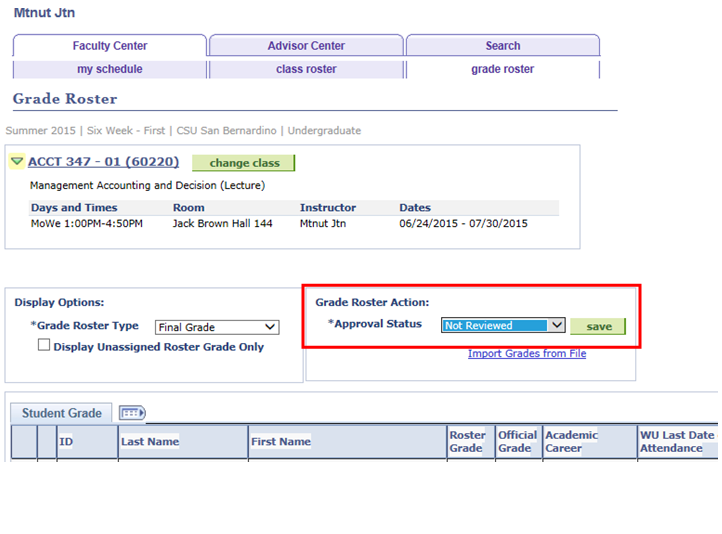 Mtnut Jtn
Faculty Center Advisor Center Search
my schedule class roster grade roster
Grade Roster
Summer 2015 | Six Week - First | CSU San Bernardino | Undergraduate
ACCT 347 - 01 (60220) change class
Management Accounting and Decision (Lecture)
Days and Times Room Instructor Dates
MoWe 1:00PM-4:50PM Jack Brown Hall 144 Mtnut Jtn 06/24/2015 - 07/30/2015
Display Options: Grade Roster Action:
*Grade Roster Type Final Grade *Approval Status Not Reviewed save
Display Unassigned Roster Grade Only
Import Grades from File
Student Grade
ID Last Name First Name Roster Grade Official Grade Academic Career WU Last Date Attendance